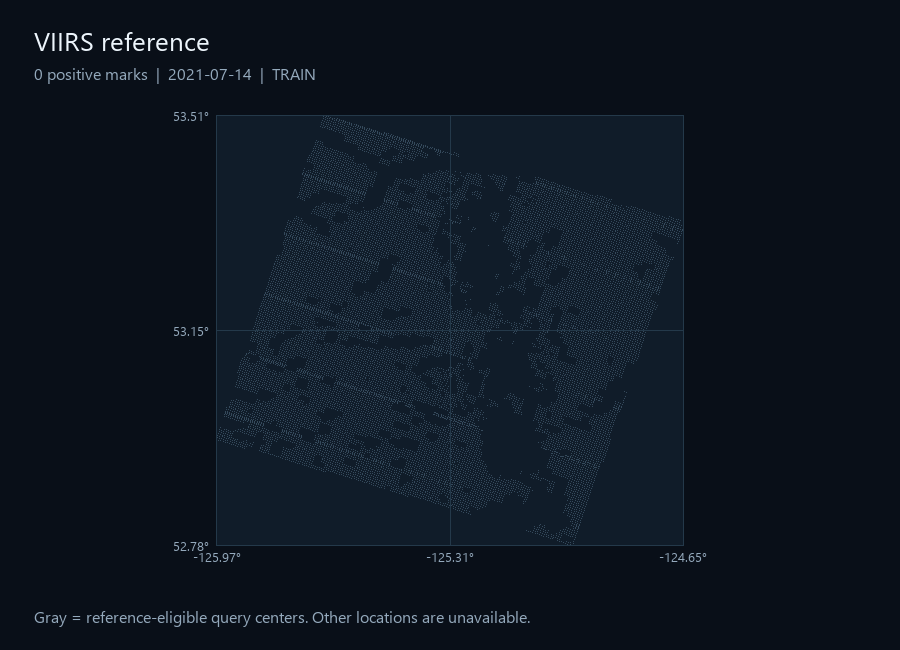 VIIRS reference
0 positive marks | 2021-07-14 | TRAIN
53.51°
53.15°
52.78°
-125.97°
-125.31°
-124.65°
Gray = reference-eligible query centers. Other locations are unavailable.